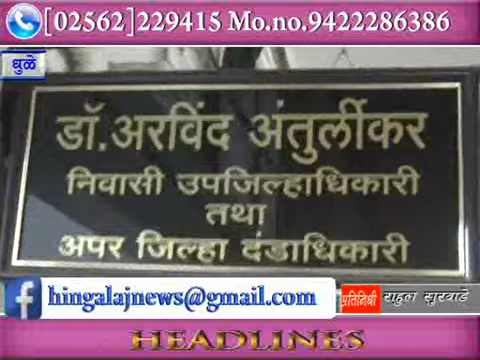 [02562]229415 Mo.no.9422286386
धुळे
डॉ.अरविंद अंतुर्लीकर
निवासी उपजिल्हाधिकारी
तथा
अपर जिल्हा दंडाधिकारी
hingalajnews@gmail.com
प्रतिनिधी राहुल सुरवाडे
HEADLINES